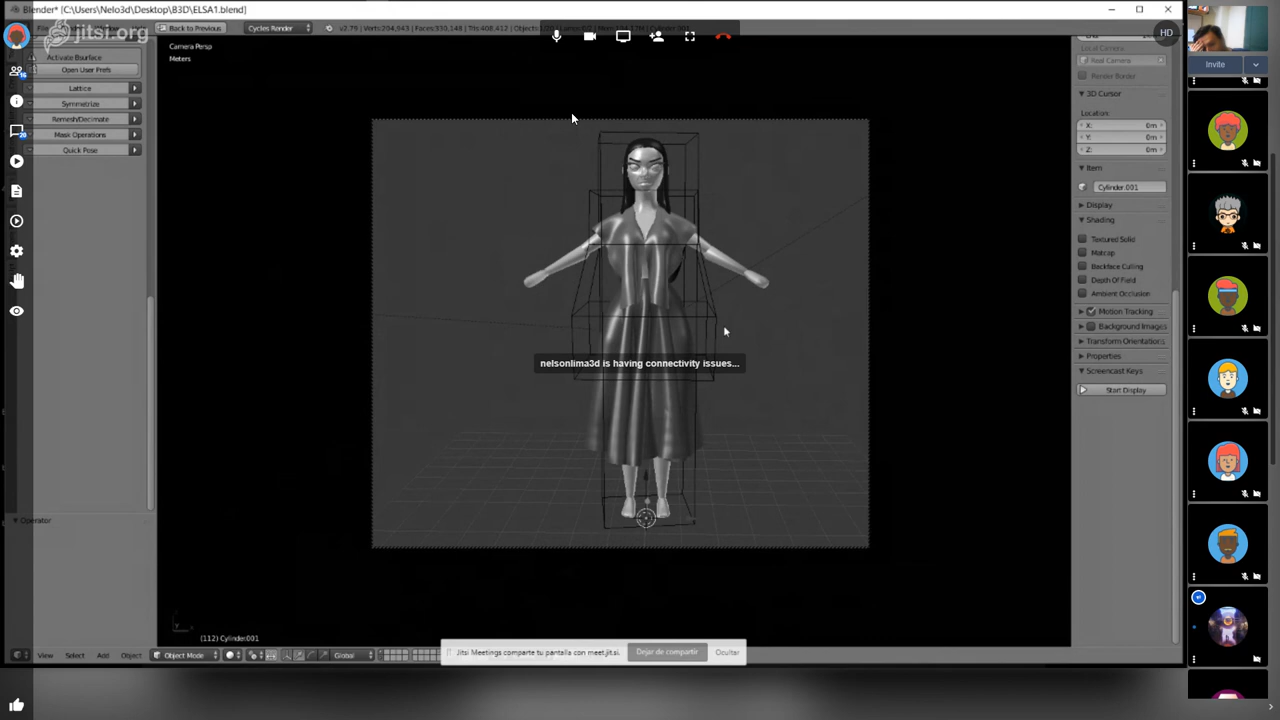 Blender* [C:\Users\Nelo3d\Desktop\B3D\ELSA1.blend]
jitsi.org
Back to Previous
Cycles Render
HD
Camera Persp
Meters
Activate Bsurface
Open User Prefs
Lattice
Symmetrize
Remesh/Decimate
Mask Operations
Quick Pose
Operator
Invite
Local Camera
Real Camera
Render Border
3D Cursor
Location:
X: 0m
Y: 0m
Z: 0m
Item
Cylinder.001
Display
Shading
Textured Solid
Matcap
Backface Culling
Depth Of Field
Ambient Occlusion
Motion Tracking
Background Images
Transform Orientations
Properties
Screencast Keys
Start Display
nelsonlima3d is having connectivity issues...
(112) Cylinder.001
View Select Add Object Object Mode Global
Jitsi Meetings comparte tu pantalla con meet.jit.si. Dejar de compartir Ocultar